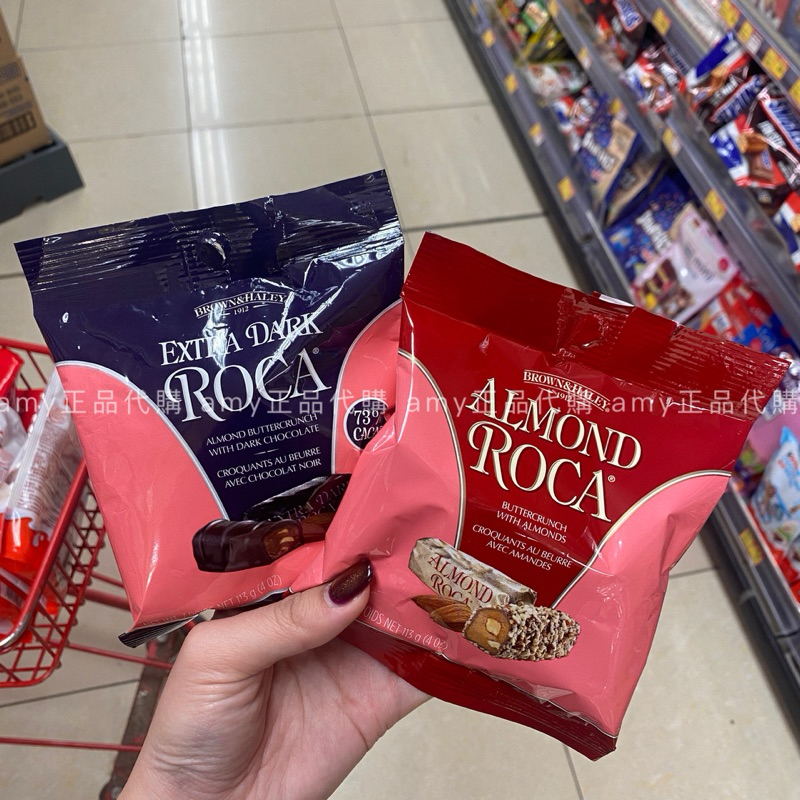 BROWN & HALEY
1912
EXTRA DARK
ROCA®
ALMOND BUTTERCRUNCH
WITH DARK CHOCOLATE
CROQUANTS AU BEURRE
AVEC CHOCOLAT NOIR
73%
NET 113 g (4 OZ)
BROWN & HALEY
1912
ALMOND
ROCA®
BUTTERCRUNCH
WITH ALMONDS
CROQUANTS AU BEURRE
AVEC AMANDES
ALMOND
ROCA
NET 113 g (4 OZ)
amy正品代購 amy正品代購 amy正品代購 amy正品代購